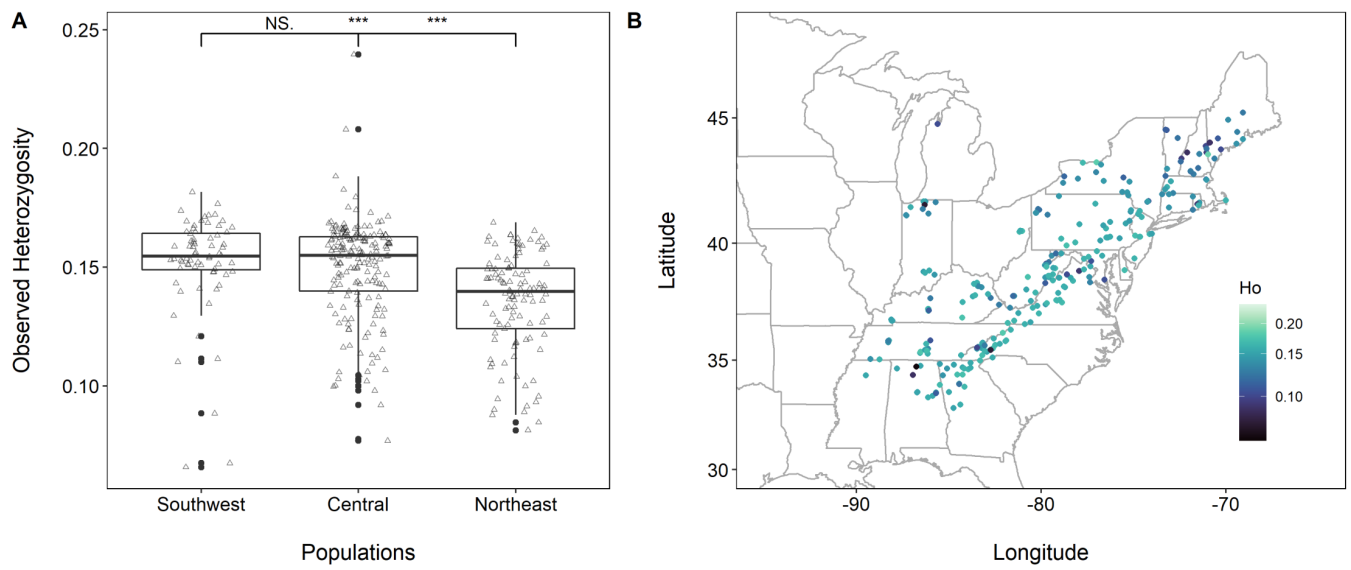 A
NS. *** ***
0.25
0.20
0.15
0.10
Observed Heterozygosity
Southwest Central Northeast
Populations
B
45
40
35
30
Latitude
-90 -80 -70
Longitude
Ho
0.20
0.15
0.10